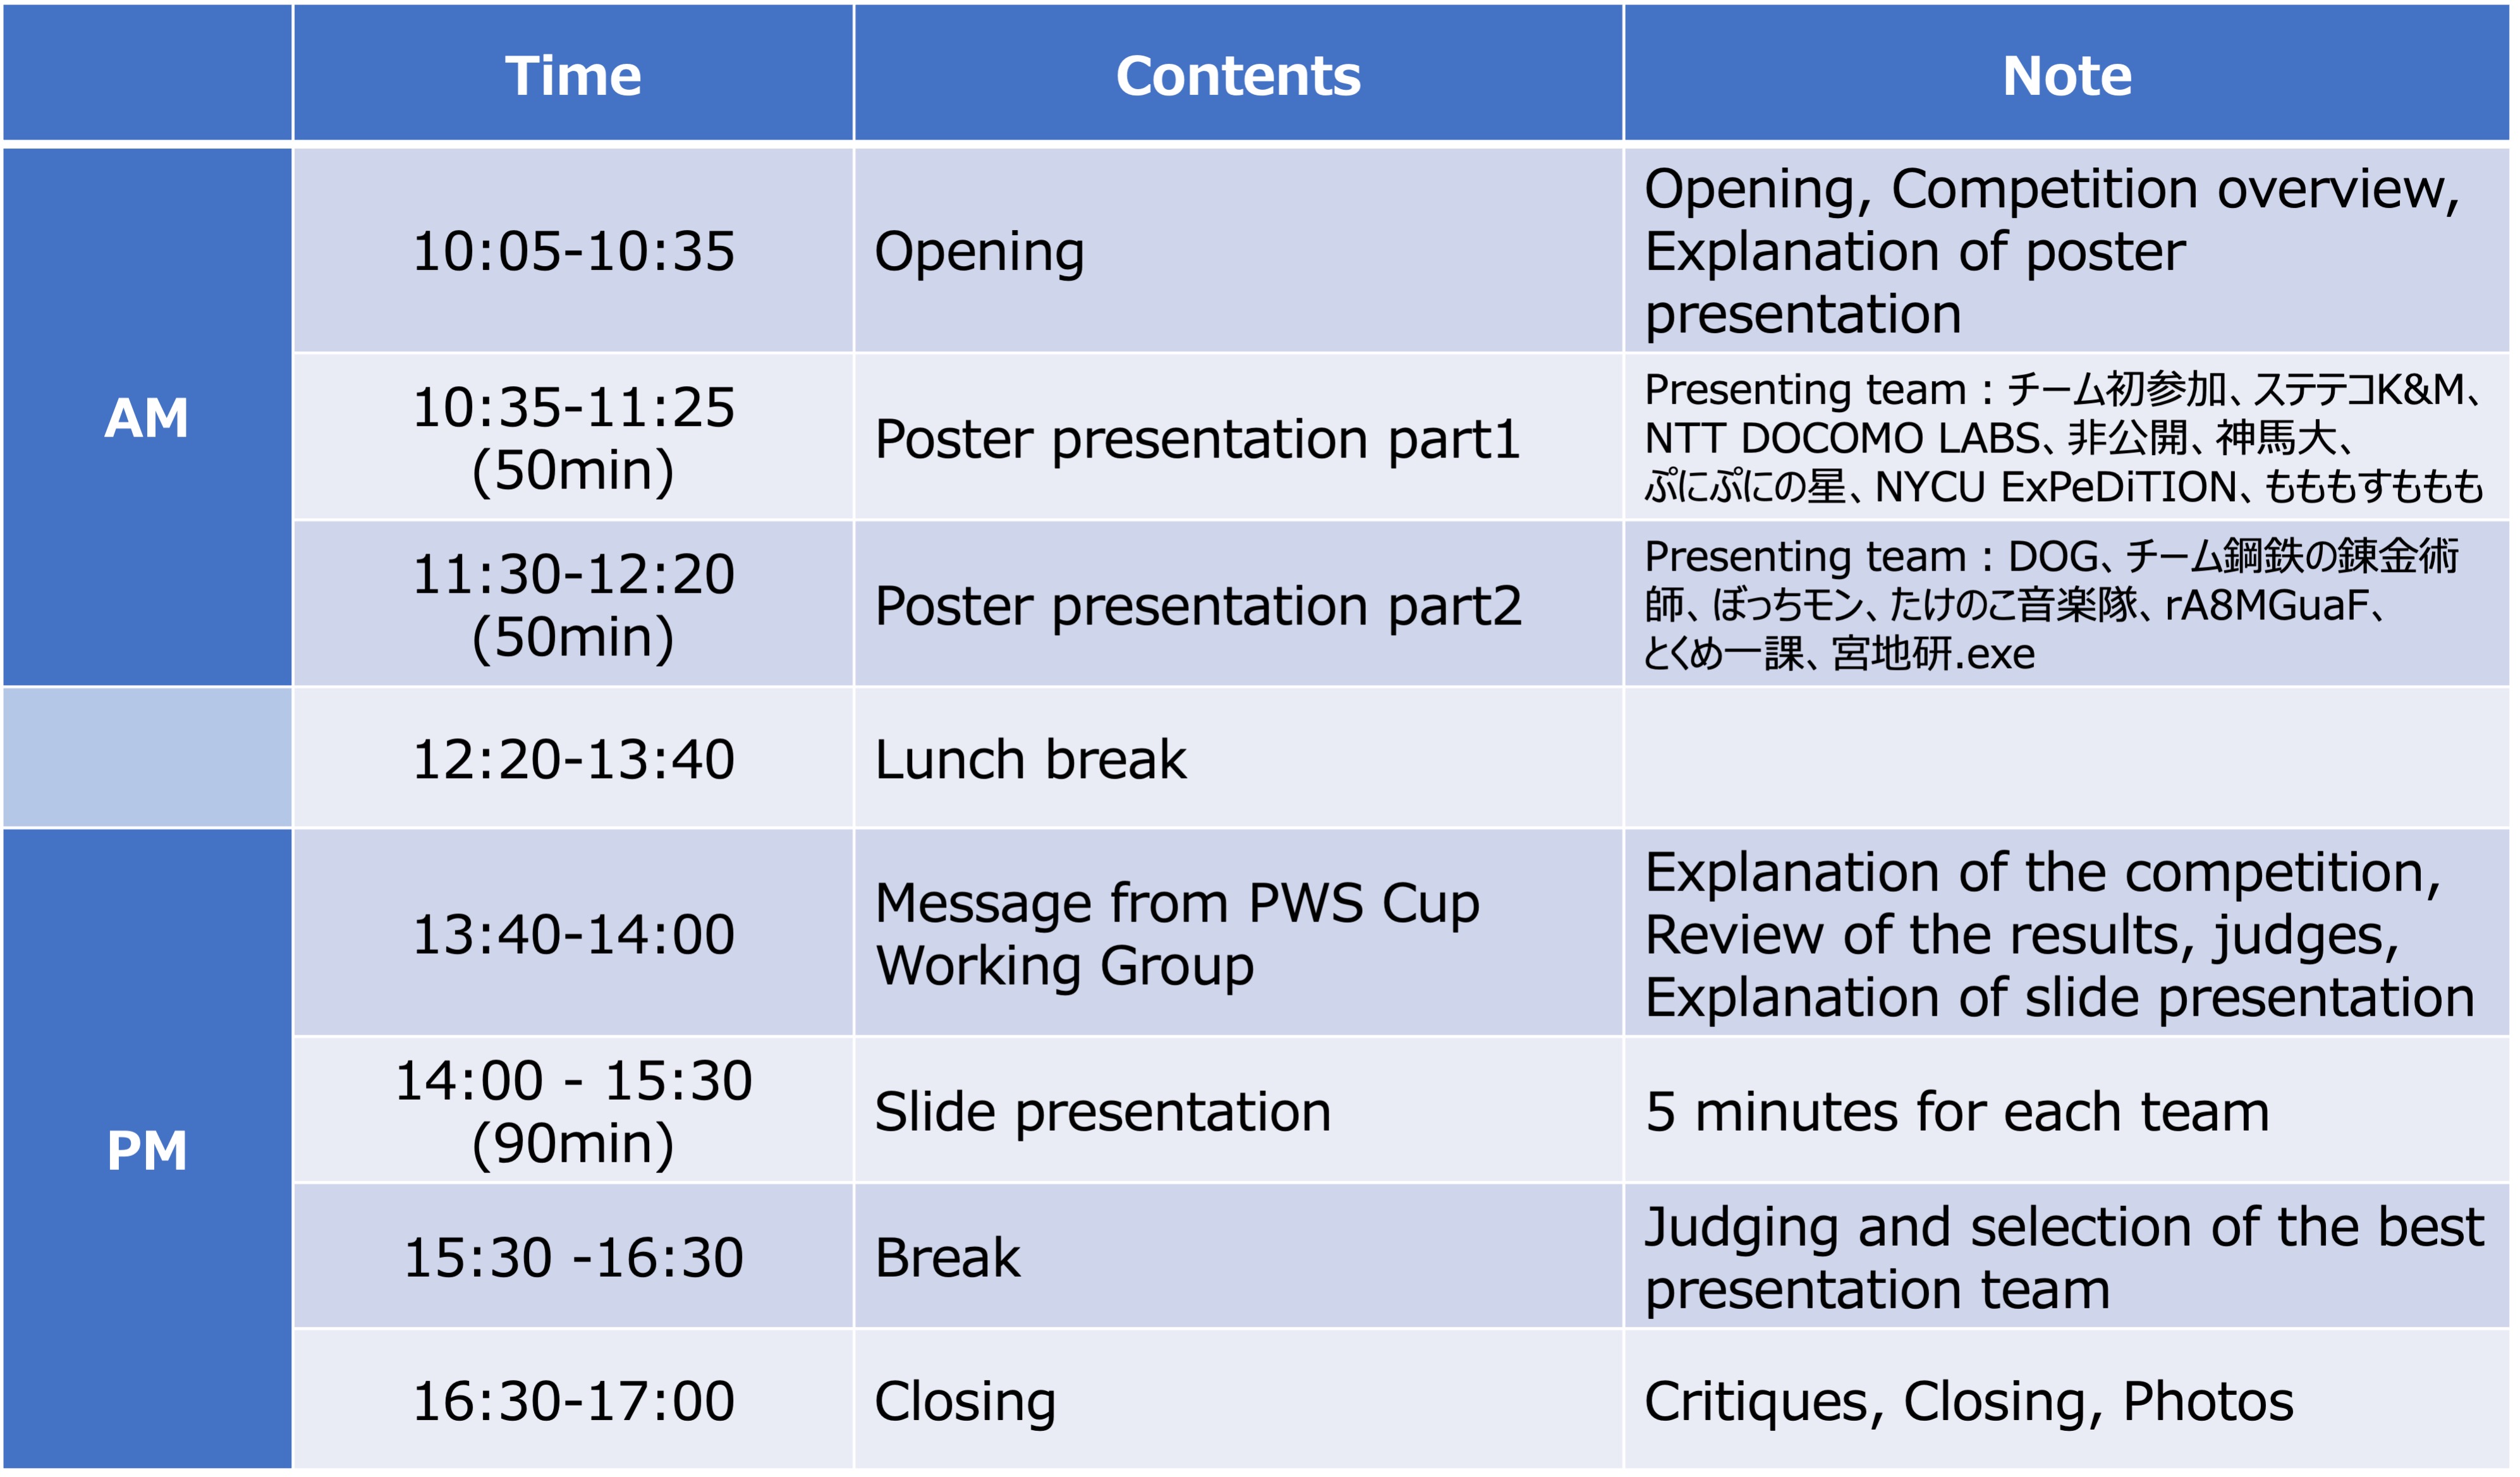 Time Contents Note
AM
10:05-10:35
Opening
Opening, Competition overview,
Explanation of poster
presentation
10:35-11:25
(50min)
Poster presentation part1
Presenting team：チーム初参加、ステテコK&M、
NTT DOCOMO LABS、非公開、神馬大、
ぷにぷにの星、NYCU ExPeDiTION、もももすももも
11:30-12:20
(50min)
Poster presentation part2
Presenting team：DOG、チーム鋼鉄の錬金術
師、ぼっちモン、たけのこ音楽隊、rA8MGuaF、
とくめ一課、宮地研.exe
12:20-13:40
Lunch break
PM
13:40-14:00
Message from PWS Cup
Working Group
Explanation of the competition,
Review of the results, judges,
Explanation of slide presentation
14:00 - 15:30
(90min)
Slide presentation
5 minutes for each team
15:30 -16:30
Break
Judging and selection of the best
presentation team
16:30-17:00
Closing
Critiques, Closing, Photos